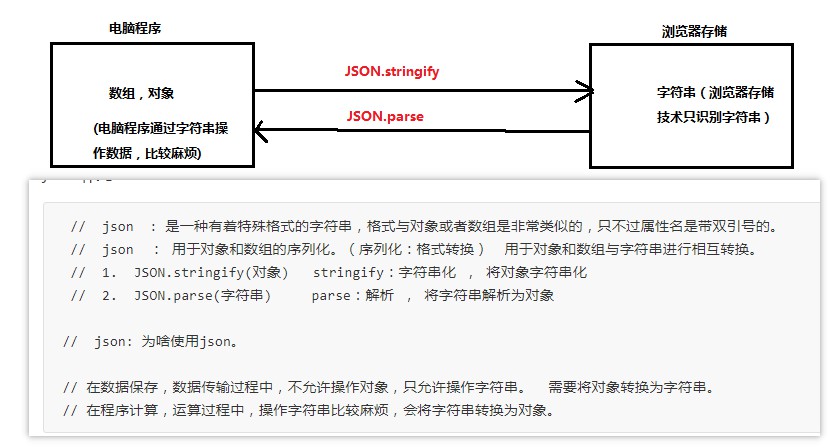 电脑程序
浏览器存储
JSON.stringify
数组，对象
字符串（浏览器存储
技术只识别字符串）
JSON.parse
(电脑程序通过字符串操
作数据，比较麻烦)
// json ：是一种有着特殊格式的字符串，格式与对象或者数组是非常类似的，只不过属性名是带双引号的。
// json ： 用于对象和数组的序列化。（序列化：格式转换） 用于对象和数组与字符串进行相互转换。
// 1. JSON.stringify(对象) stringify：字符串化 ， 将对象字符串化
// 2. JSON.parse(字符串) parse：解析 ， 将字符串解析为对象
// json: 为啥使用json。
// 在数据保存，数据传输过程中，不允许操作对象，只允许操作字符串。 需要将对象转换为字符串。
// 在程序计算，运算过程中，操作字符串比较麻烦，会将字符串转换为对象。